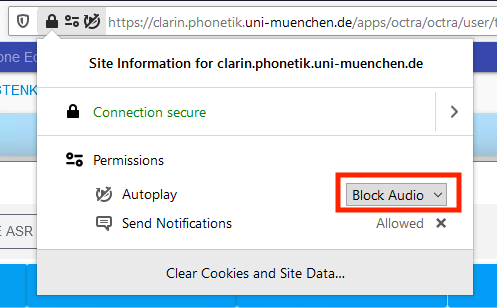 https://clarin.phonetik.uni-muenchen.de/apps/octra/octra/user/
one Ed
Site Information for clarin.phonetik.uni-muenchen.de
STENK
Connection secure
Permissions
Autoplay Block Audio
Send Notifications Allowed
E ASR
Clear Cookies and Site Data...